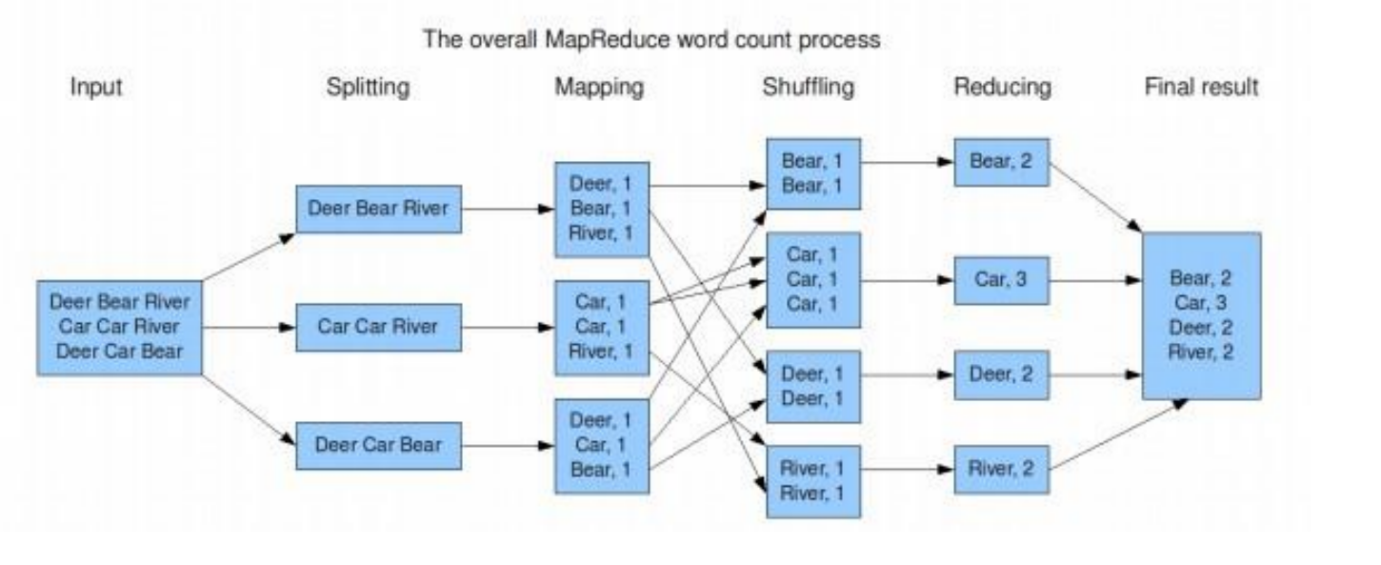 The overall MapReduce word count process
Input
Splitting
Mapping
Shuffling
Reducing
Final result
Deer Bear River
Car Car River
Deer Car Bear
Deer Bear River
Car Car River
Deer Car Bear
Deer, 1
Bear, 1
River, 1
Car, 1
Car, 1
River, 1
Deer, 1
Car, 1
Bear, 1
Bear, 1
Bear, 1
Car, 1
Car, 1
Car, 1
Deer, 1
Deer, 1
River, 1
River, 1
Bear, 2
Car, 3
Deer, 2
River, 2
Bear, 2
Car, 3
Deer, 2
River, 2